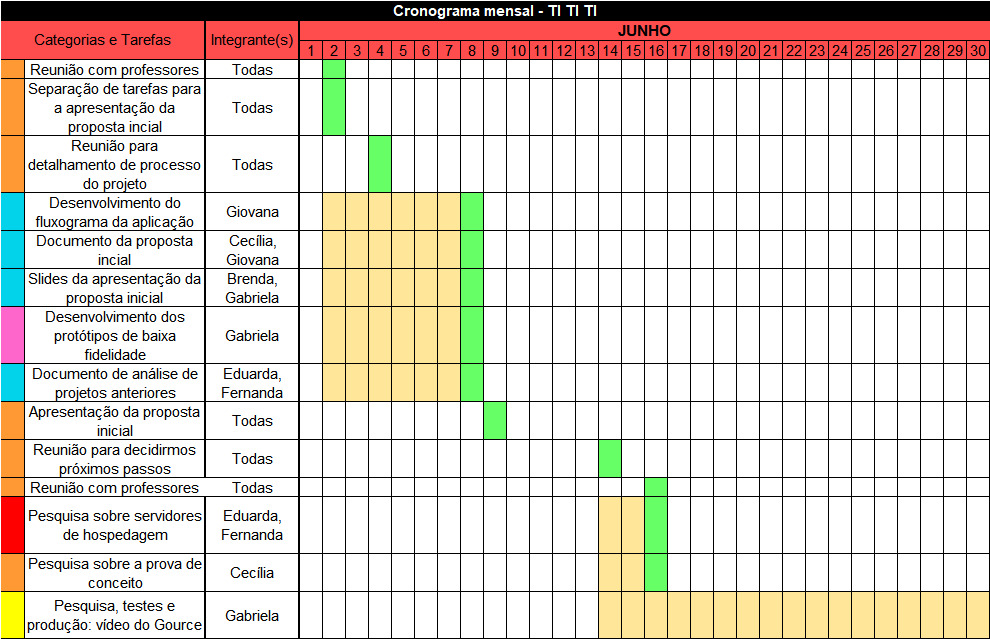 Cronograma mensal - TI TI TI
Categorias e Tarefas
Integrante(s)
JUNHO
1 2 3 4 5 6 7 8 9 10 11 12 13 14 15 16 17 18 19 20 21 22 23 24 25 26 27 28 29 30
Reunião com professores
Todas
Separação de tarefas para
a apresentação da
proposta incial
Todas
Reunião para
detalhamento de processo
do projeto
Todas
Desenvolvimento do
fluxograma da aplicação
Giovana
Documento da proposta
incial
Cecília,
Giovana
Slides da apresentação da
proposta inicial
Brenda,
Gabriela
Desenvolvimento dos
protótipos de baixa
fidelidade
Gabriela
Documento de análise de
projetos anteriores
Eduarda,
Fernanda
Apresentação da proposta
inicial
Todas
Reunião para decidirmos
próximos passos
Todas
Reunião com professores
Todas
Pesquisa sobre servidores
de hospedagem
Eduarda,
Fernanda
Pesquisa sobre a prova de
conceito
Cecília
Pesquisa, testes e
produção: vídeo do Gource
Gabriela